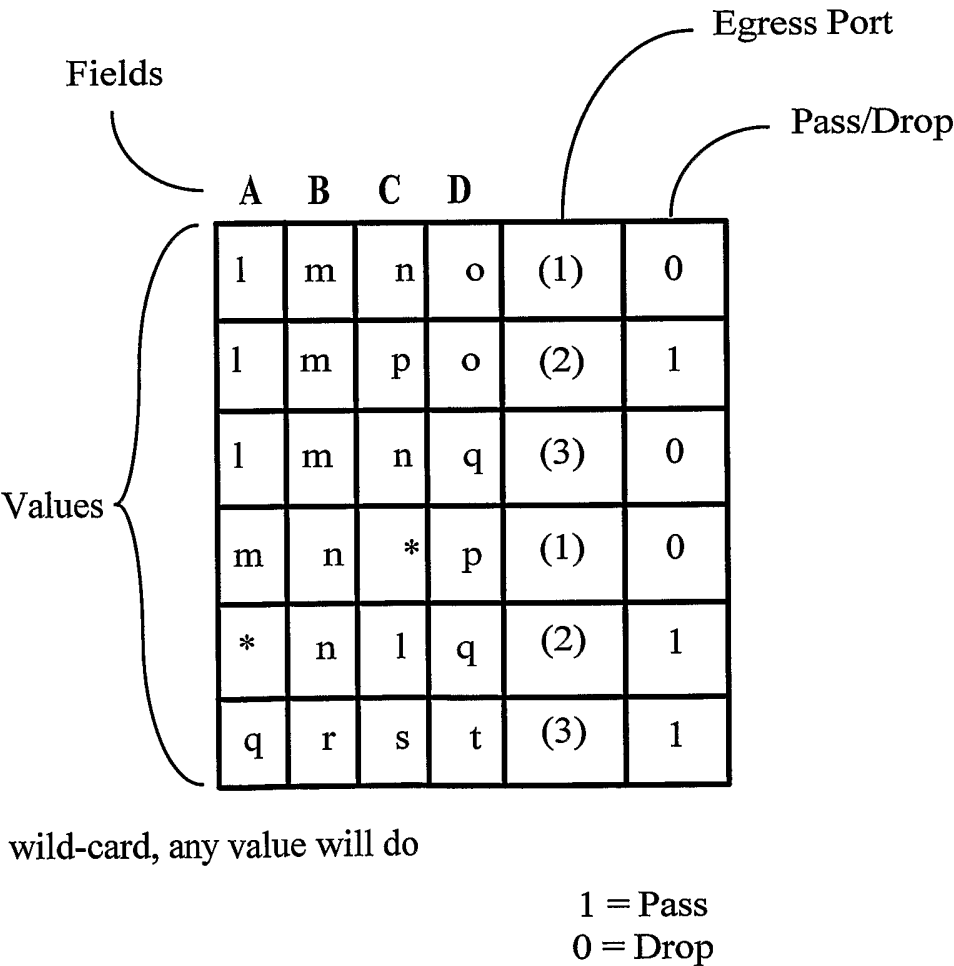 Egress Port
Fields
Pass/Drop
A B C D
l m n o (1) 0
l m p o (2) 1
l m n q (3) 0
Values
m n * p (1) 0
* n l q (2) 1
q r s t (3) 1
wild-card, any value will do
1 = Pass
0 = Drop